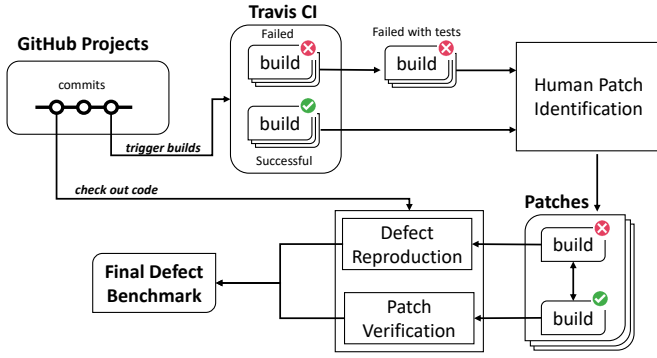 GitHub Projects
commits
Travis CI
Failed
build
Failed with tests
build
build
Successful
trigger builds
check out code
Human Patch
Identification
Patches
build
build
Defect
Reproduction
Patch
Verification
Final Defect
Benchmark